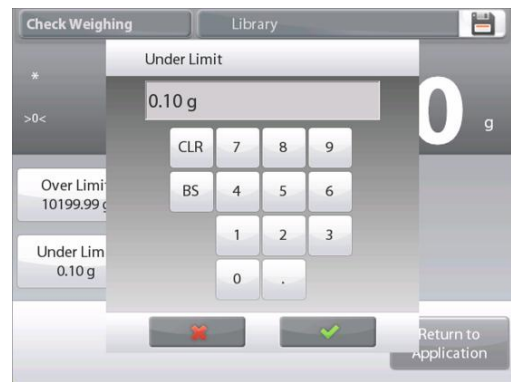 Check Weighing
Library
Under Limit
*
0.10 g
>0<
0 g
CLR 7 8 9
Over Limi
10199.99 g
BS 4 5 6
1 2 3
Under Lim
0.10 g
0 .
Return to
Application